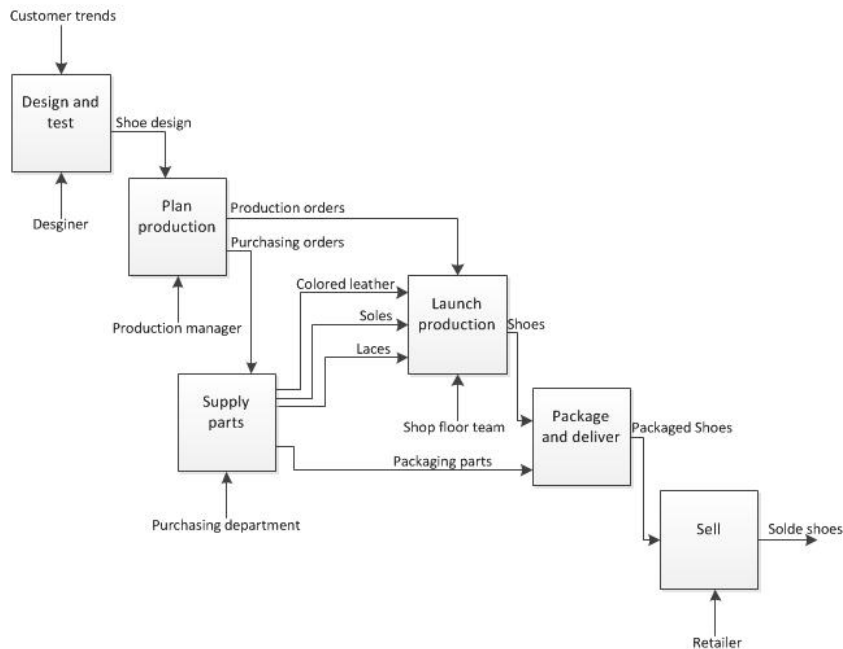 Customer trends
Design and
test
Shoe design
Desginer
Plan
production
Production orders
Purchasing orders
Production manager
Colored leather
Soles
Laces
Launch
production
Shoes
Shop floor team
Supply
parts
Packaging parts
Purchasing department
Package
and deliver
Packaged Shoes
Sell
Solde shoes
Retailer